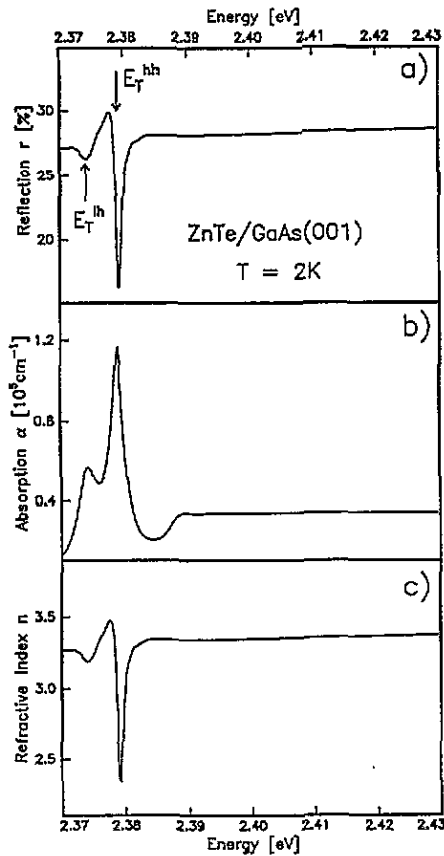 Energy [eV]
2.37 2.38 2.39 2.40 2.41 2.42 2.43
a)
E_T^hh
E_T^lh
Reflection r [%]
30
25
20
ZnTe/GaAs(001)
T = 2K
b)
Absorption α [10⁵cm⁻¹]
1.2
0.8
0.4
c)
Refractive Index n
3.5
3.0
2.5
2.37 2.38 2.39 2.40 2.41 2.42 2.43
Energy [eV]